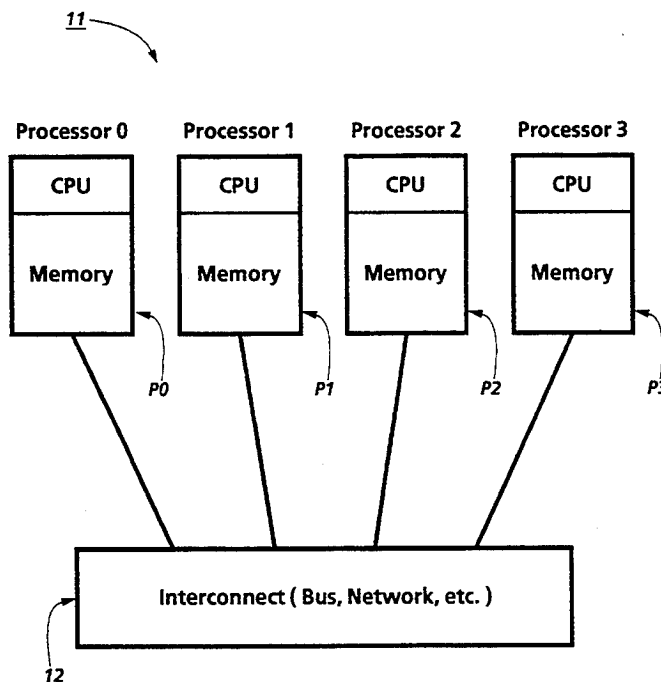 11
Processor 0 Processor 1 Processor 2 Processor 3
CPU CPU CPU CPU
Memory Memory Memory Memory
P0 P1 P2 P3
Interconnect ( Bus, Network, etc. )
12